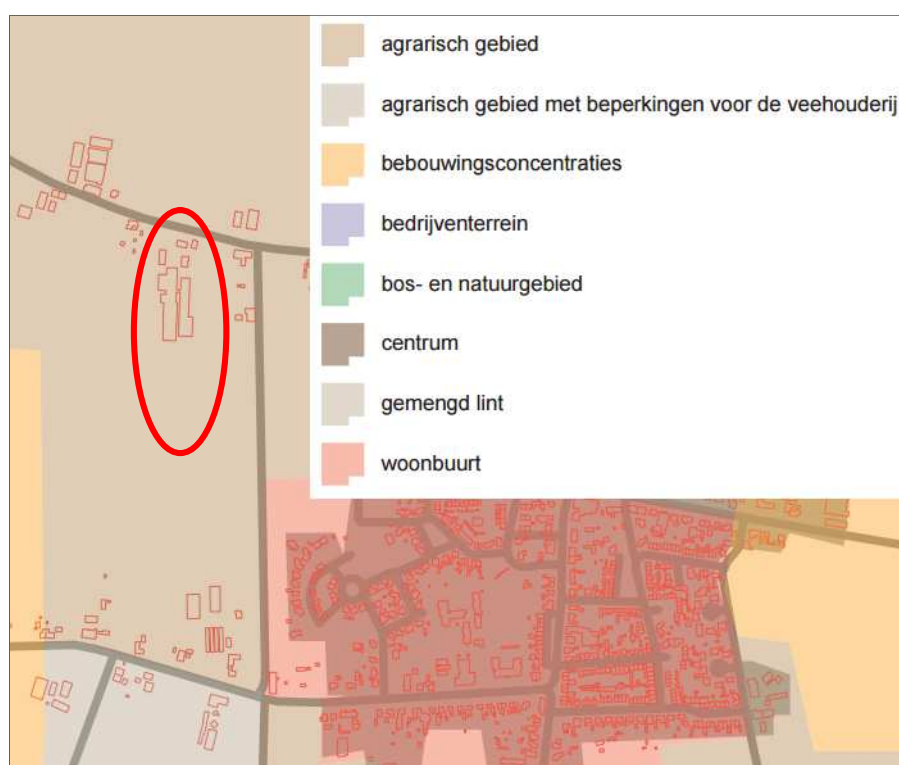 agrarisch gebied
agrarisch gebied met beperkingen voor de veehouderij
bebouwingsconcentraties
bedrijventerrein
bos- en natuurgebied
centrum
gemengd lint
woonbuurt